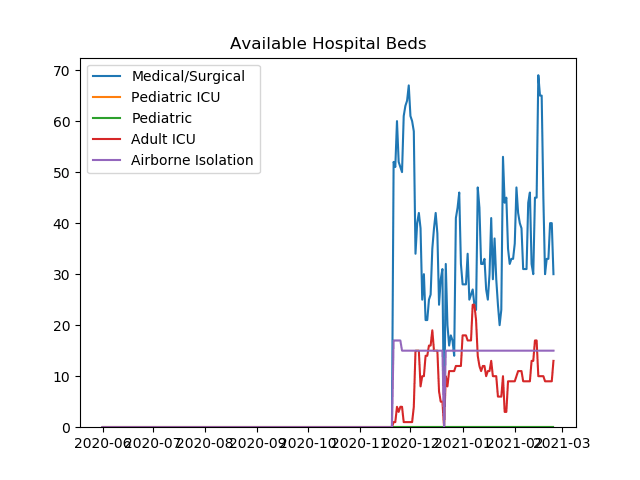 Available Hospital Beds
70
60
50
40
30
20
10
0
Medical/Surgical
Pediatric ICU
Pediatric
Adult ICU
Airborne Isolation
2020-06 2020-07 2020-08 2020-09 2020-10 2020-11 2020-12 2021-01 2021-02 2021-03